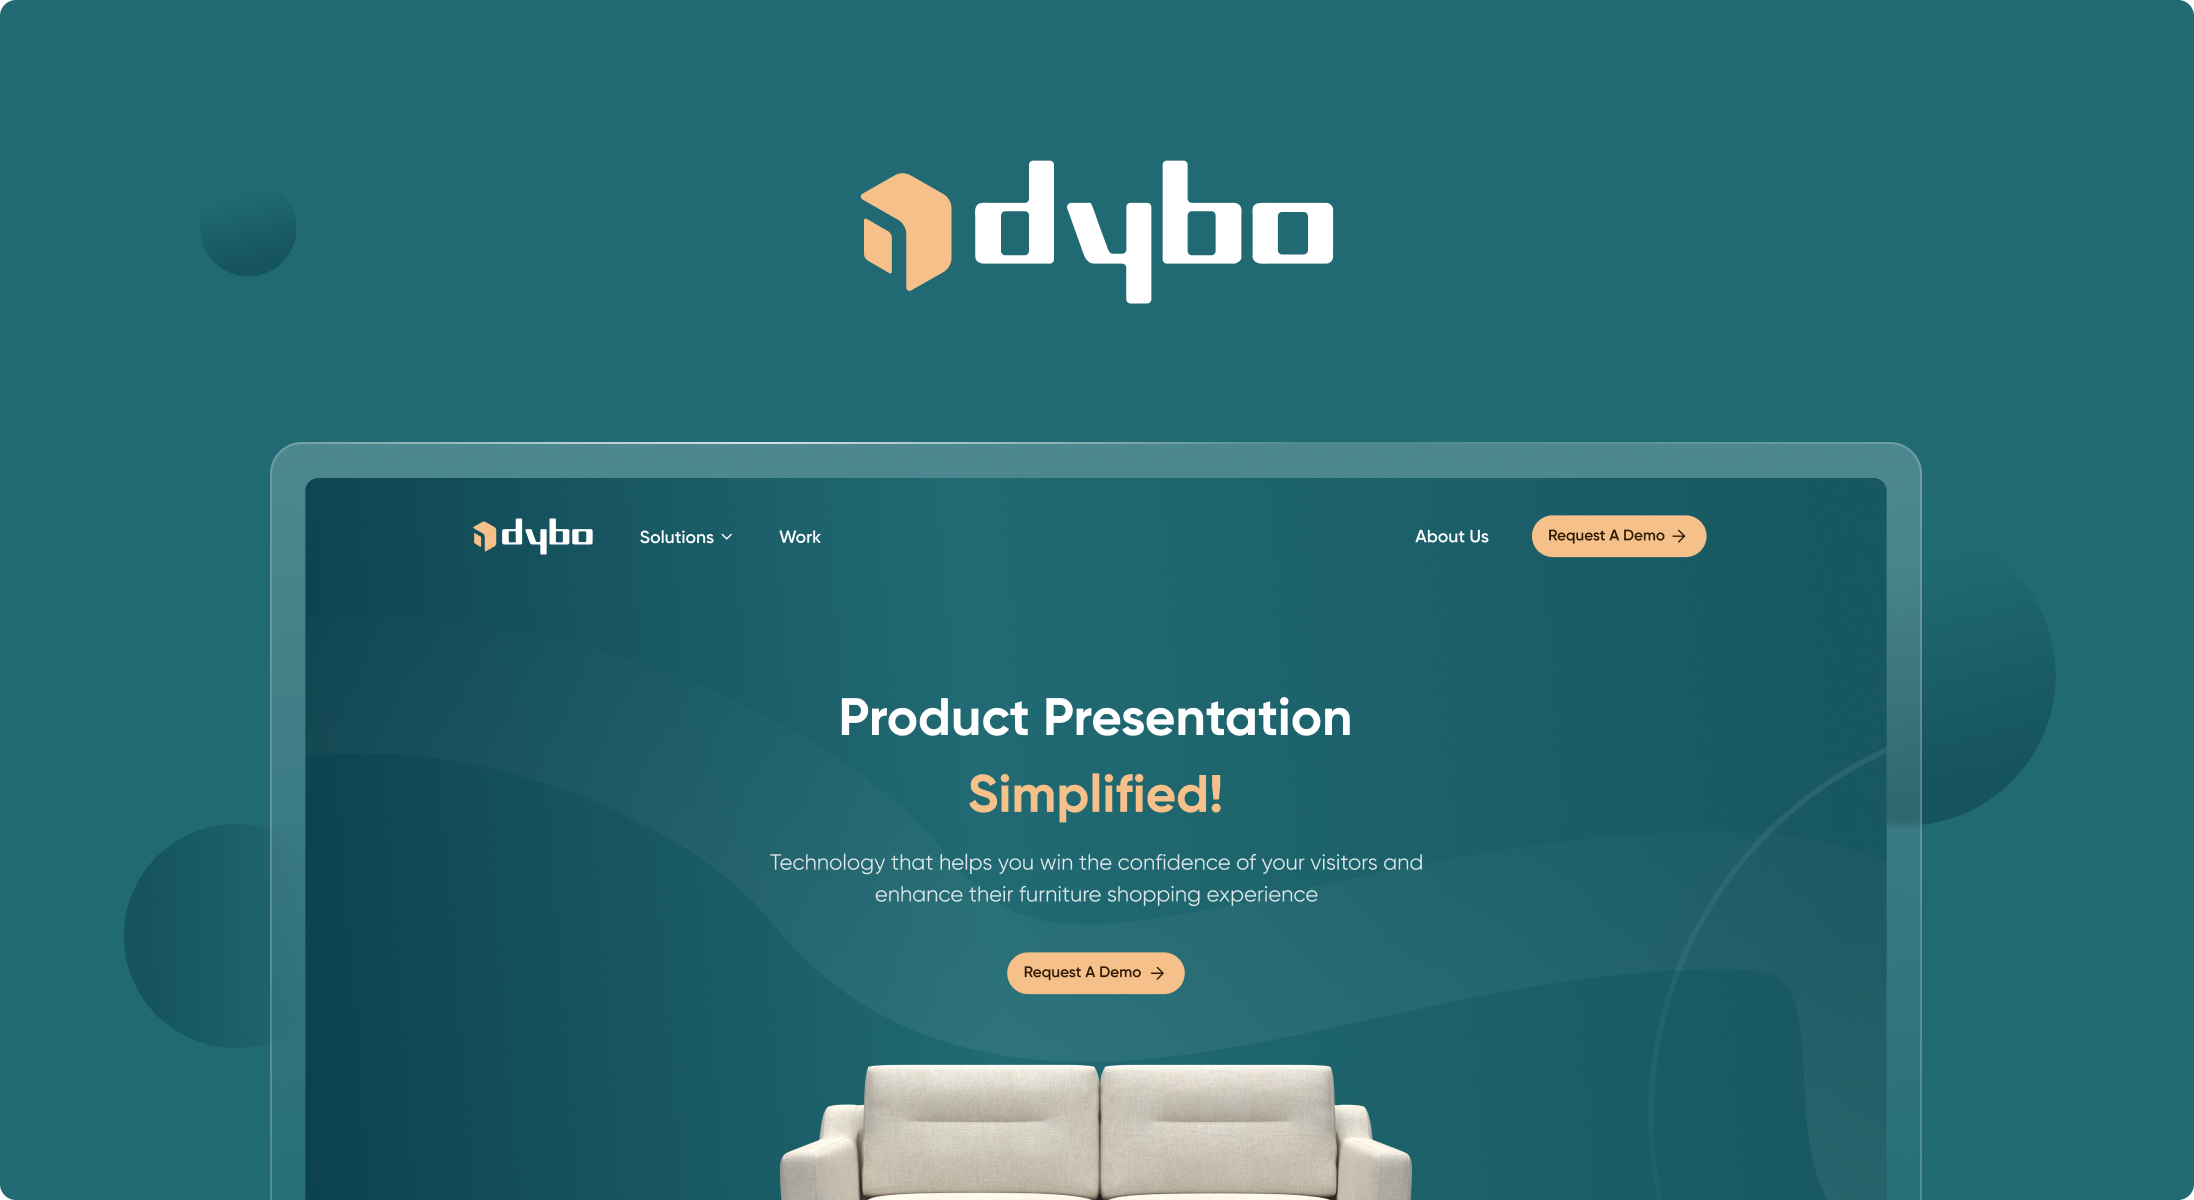 dybo
dybo
Solutions
Work
About Us
Request A Demo
Product Presentation
Simplified!
Technology that helps you win the confidence of your visitors and
enhance their furniture shopping experience
Request A Demo